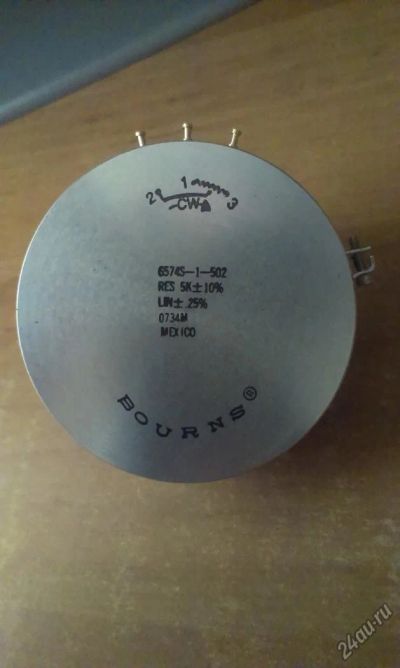 1
2 3
CW
6574S-1-502
RES 5K±10%
LIN± .25%
0734M
MEXICO
BOURNS®
24au.ru